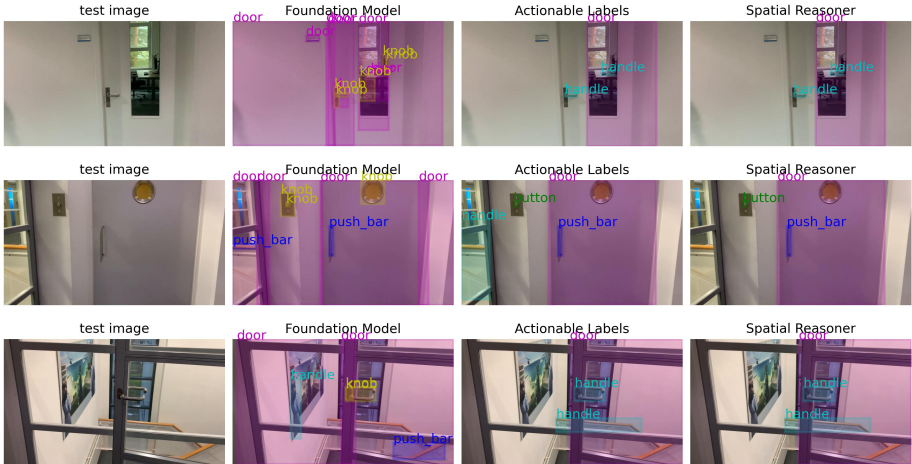 test image Foundation Model Actionable Labels Spatial Reasoner
door door door door door door
door
knob
door
knob
knob
knob
handle
handle
handle
handle
test image Foundation Model Actionable Labels Spatial Reasoner
door door door knob door door door
knob
knob
button
button
handle
push_bar
push_bar
push_bar
push_bar
test image Foundation Model Actionable Labels Spatial Reasoner
door door door door
handle
knob
handle
handle
handle
handle
push_bar